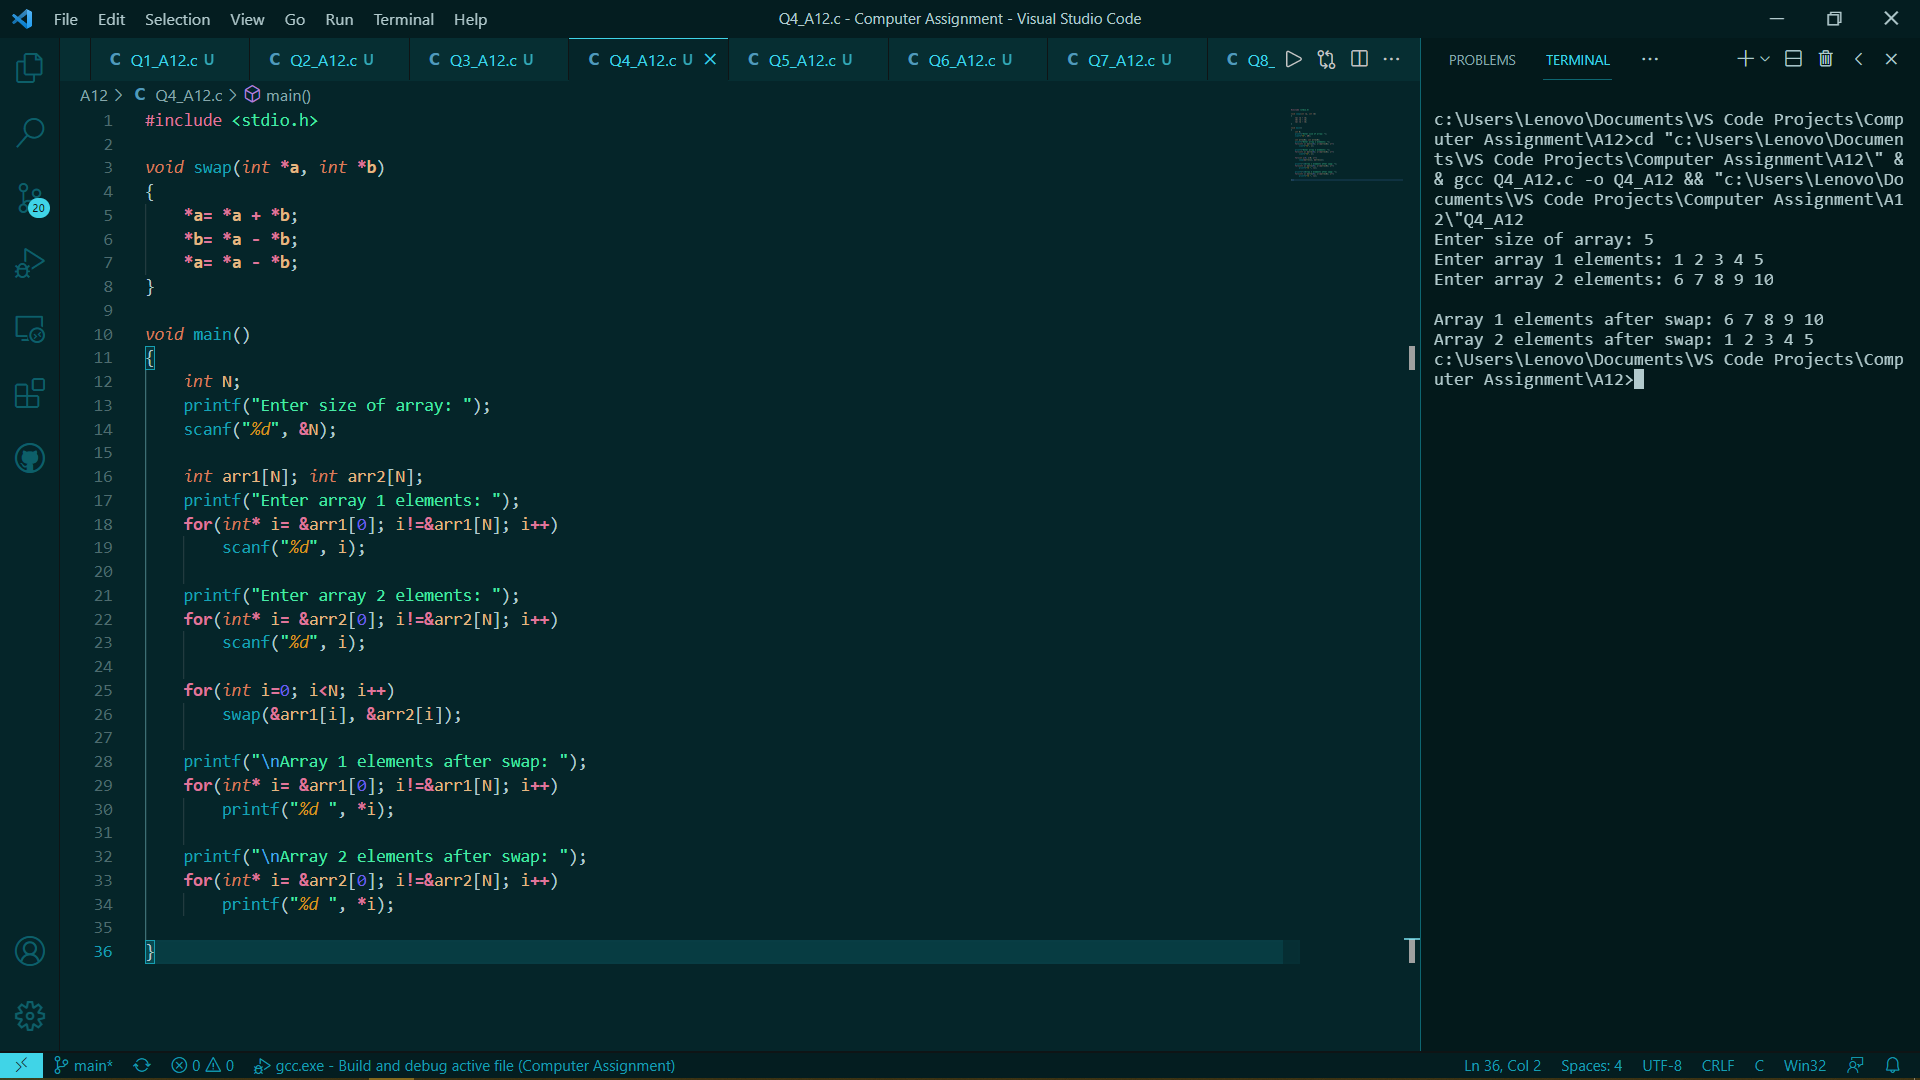 File Edit Selection View Go Run Terminal Help
Q4_A12.c - Computer Assignment - Visual Studio Code
C Q1_A12.c U C Q2_A12.c U C Q3_A12.c U C Q4_A12.c U C Q5_A12.c U C Q6_A12.c U C Q7_A12.c U C Q8_
A12 > C Q4_A12.c > main()
1 #include <stdio.h>
2
3 void swap(int *a, int *b)
4 {
5 *a= *a + *b;
6 *b= *a - *b;
7 *a= *a - *b;
8 }
9
10 void main()
11 {
12 int N;
13 printf("Enter size of array: ");
14 scanf("%d", &N);
15
16 int arr1[N]; int arr2[N];
17 printf("Enter array 1 elements: ");
18 for(int* i= &arr1[0]; i!=&arr1[N]; i++)
19 scanf("%d", i);
20
21 printf("Enter array 2 elements: ");
22 for(int* i= &arr2[0]; i!=&arr2[N]; i++)
23 scanf("%d", i);
24
25 for(int i=0; i<N; i++)
26 swap(&arr1[i], &arr2[i]);
27
28 printf("\nArray 1 elements after swap: ");
29 for(int* i= &arr1[0]; i!=&arr1[N]; i++)
30 printf("%d ", *i);
31
32 printf("\nArray 2 elements after swap: ");
33 for(int* i= &arr2[0]; i!=&arr2[N]; i++)
34 printf("%d ", *i);
35
36 }
PROBLEMS TERMINAL
c:\Users\Lenovo\Documents\VS Code Projects\Comp
uter Assignment\A12>cd "c:\Users\Lenovo\Documen
ts\VS Code Projects\Computer Assignment\A12\" &
& gcc Q4_A12.c -o Q4_A12 && "c:\Users\Lenovo\Do
cuments\VS Code Projects\Computer Assignment\A1
2\"Q4_A12
Enter size of array: 5
Enter array 1 elements: 1 2 3 4 5
Enter array 2 elements: 6 7 8 9 10
Array 1 elements after swap: 6 7 8 9 10
Array 2 elements after swap: 1 2 3 4 5
c:\Users\Lenovo\Documents\VS Code Projects\Comp
uter Assignment\A12>
20
main* 0 0 gcc.exe - Build and debug active file (Computer Assignment)
Ln 36, Col 2 Spaces: 4 UTF-8 CRLF C Win32